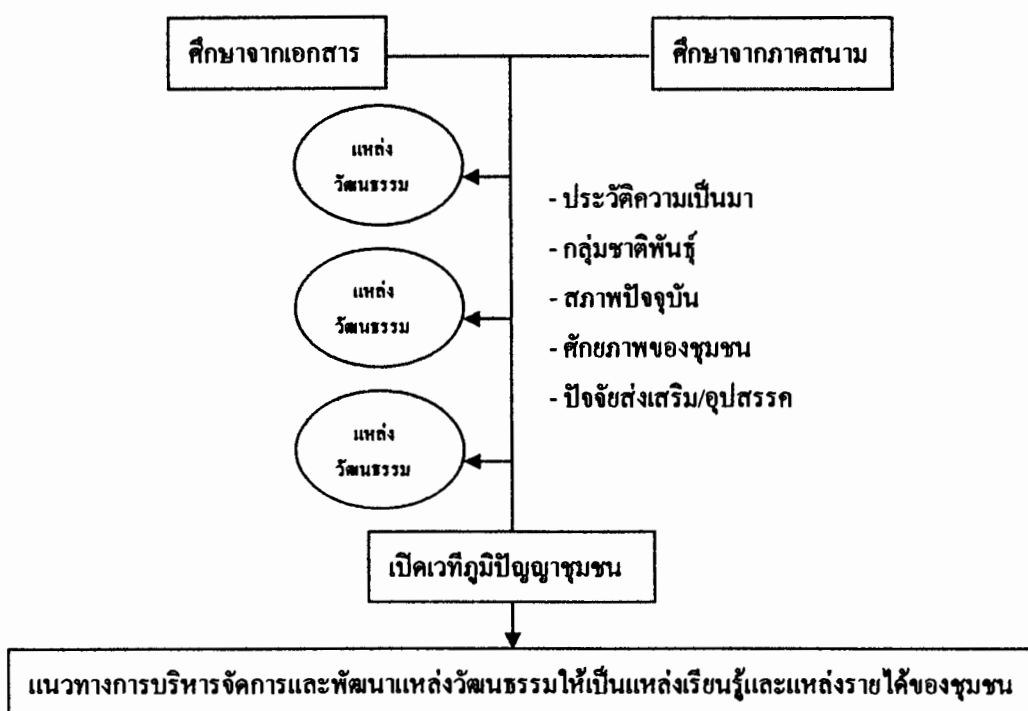 ศึกษาจากเอกสาร
ศึกษาจากภาคสนาม
แหล่ง
วัฒนธรรม
- ประวัติความเป็นมา
- กลุ่มชาติพันธุ์
แหล่ง
วัฒนธรรม
- สภาพปัจจุบัน
- ศักยภาพของชุมชน
- ปัจจัยส่งเสริม/อุปสรรค
แหล่ง
วัฒนธรรม
เปิดเวทีภูมิปัญญาชุมชน
แนวทางการบริหารจัดการและพัฒนาแหล่งวัฒนธรรมให้เป็นแหล่งเรียนรู้และแหล่งรายได้ของชุมชน